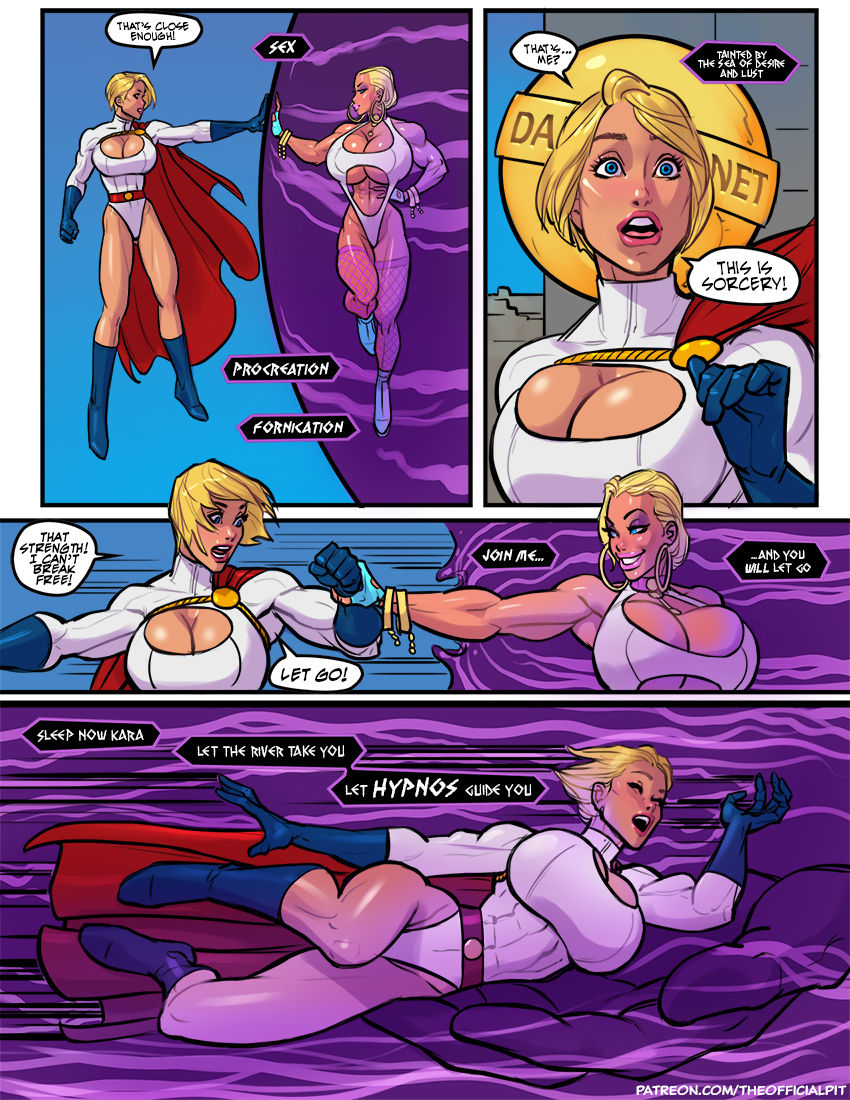 THAT'S CLOSE
ENOUGH!
SEX
PROCREATION
FORNICATION
THAT'S...
ME?
TAINTED BY
THE SEA OF DESIRE
AND LUST
DA
NET
THIS IS
SORCERY!
THAT
STRENGTH!
I CAN'T
BREAK
FREE!
LET GO!
JOIN ME...
...AND YOU
WILL LET GO
SLEEP NOW KARA
LET THE RIVER TAKE YOU
LET HYPNOS GUIDE YOU
PATREON.COM/THEOFFICIALPIT